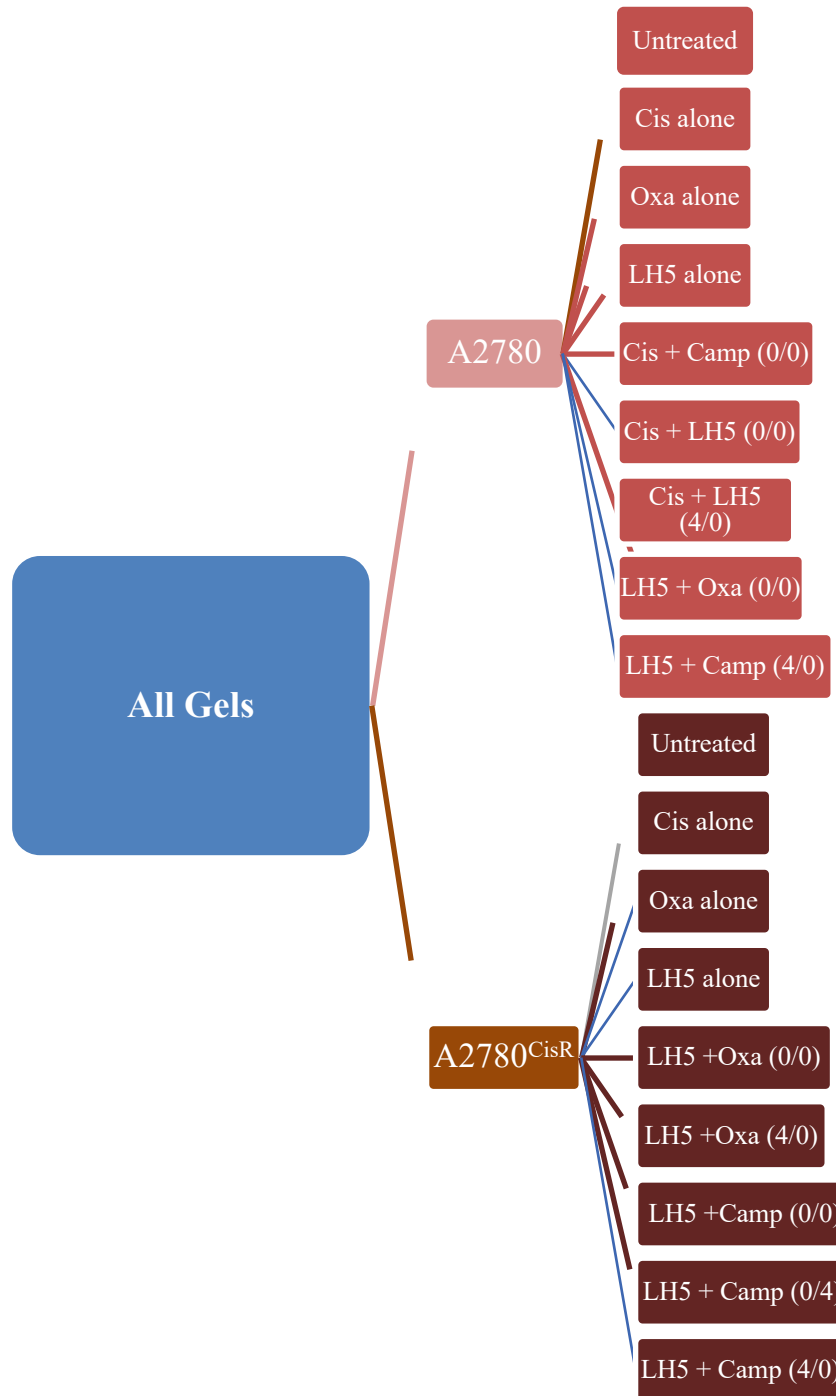 Untreated
Cis alone
Oxa alone
LH5 alone
A2780
Cis + Camp (0/0)
Cis + LH5 (0/0)
Cis + LH5
(4/0)
LH5 + Oxa (0/0)
LH5 + Camp (4/0)
All Gels
Untreated
Cis alone
Oxa alone
LH5 alone
A2780ᶜⁱˢᴿ
LH5 +Oxa (0/0)
LH5 +Oxa (4/0)
LH5 +Camp (0/0)
LH5 + Camp (0/4)
LH5 + Camp (4/0)